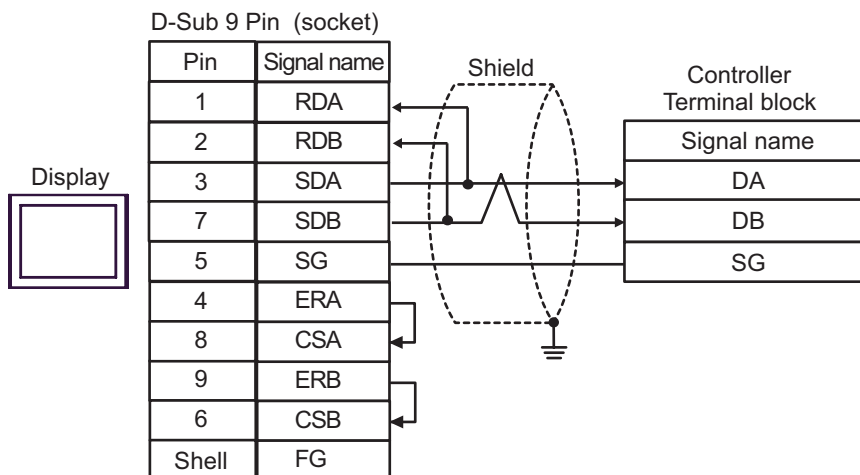 D-Sub 9 Pin (socket)
Pin Signal name
1 RDA
2 RDB
3 SDA
7 SDB
5 SG
4 ERA
8 CSA
9 ERB
6 CSB
Shell FG
Display
Shield
Controller
Terminal block
Signal name
DA
DB
SG